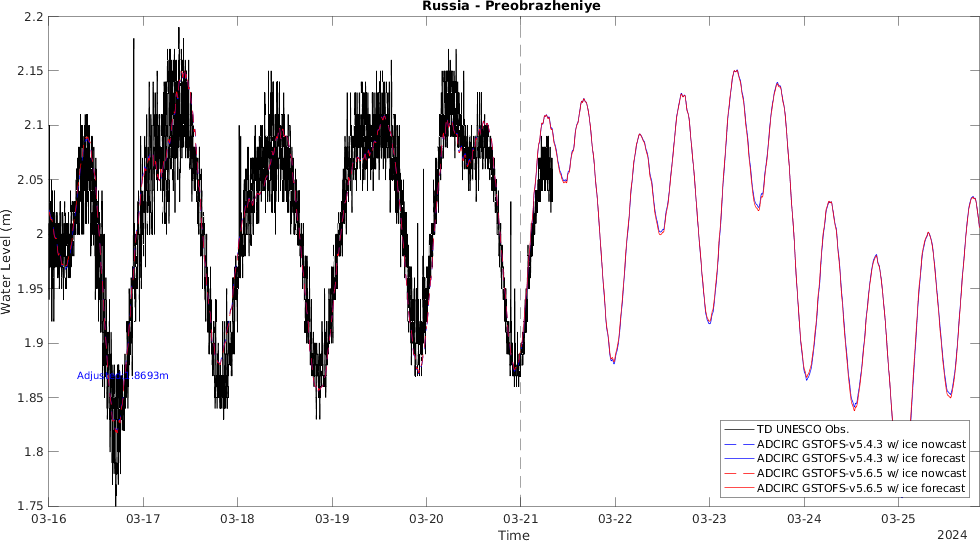 Russia - Preobrazheniye
Water Level (m)
2.2
2.15
2.1
2.05
2
1.95
1.9
1.85
1.8
1.75
8693m
TD UNESCO Obs.
ADCIRC GSTOFS-v5.4.3 w/ ice nowcast
ADCIRC GSTOFS-v5.4.3 w/ ice forecast
ADCIRC GSTOFS-v5.6.5 w/ ice nowcast
ADCIRC GSTOFS-v5.6.5 w/ ice forecast
03-16 03-17 03-18 03-19 03-20 03-21 03-22 03-23 03-24 03-25
Time
2024